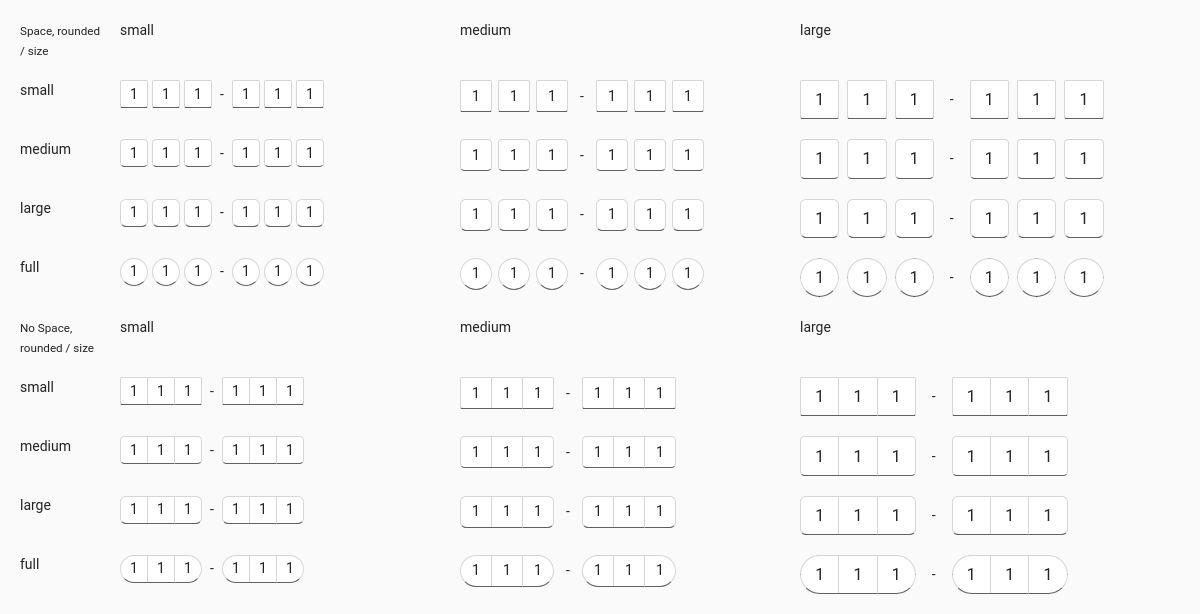 Space, rounded small medium large
/ size
small 1 1 1 - 1 1 1 1 1 1 - 1 1 1 1 1 1 - 1 1 1
medium 1 1 1 - 1 1 1 1 1 1 - 1 1 1 1 1 1 - 1 1 1
large 1 1 1 - 1 1 1 1 1 1 - 1 1 1 1 1 1 - 1 1 1
full 1 1 1 - 1 1 1 1 1 1 - 1 1 1 1 1 1 - 1 1 1
No Space, small medium large
rounded / size
small 1 1 1 - 1 1 1 1 1 1 - 1 1 1 1 1 1 - 1 1 1
medium 1 1 1 - 1 1 1 1 1 1 - 1 1 1 1 1 1 - 1 1 1
large 1 1 1 - 1 1 1 1 1 1 - 1 1 1 1 1 1 - 1 1 1
full 1 1 1 - 1 1 1 1 1 1 - 1 1 1 1 1 1 - 1 1 1